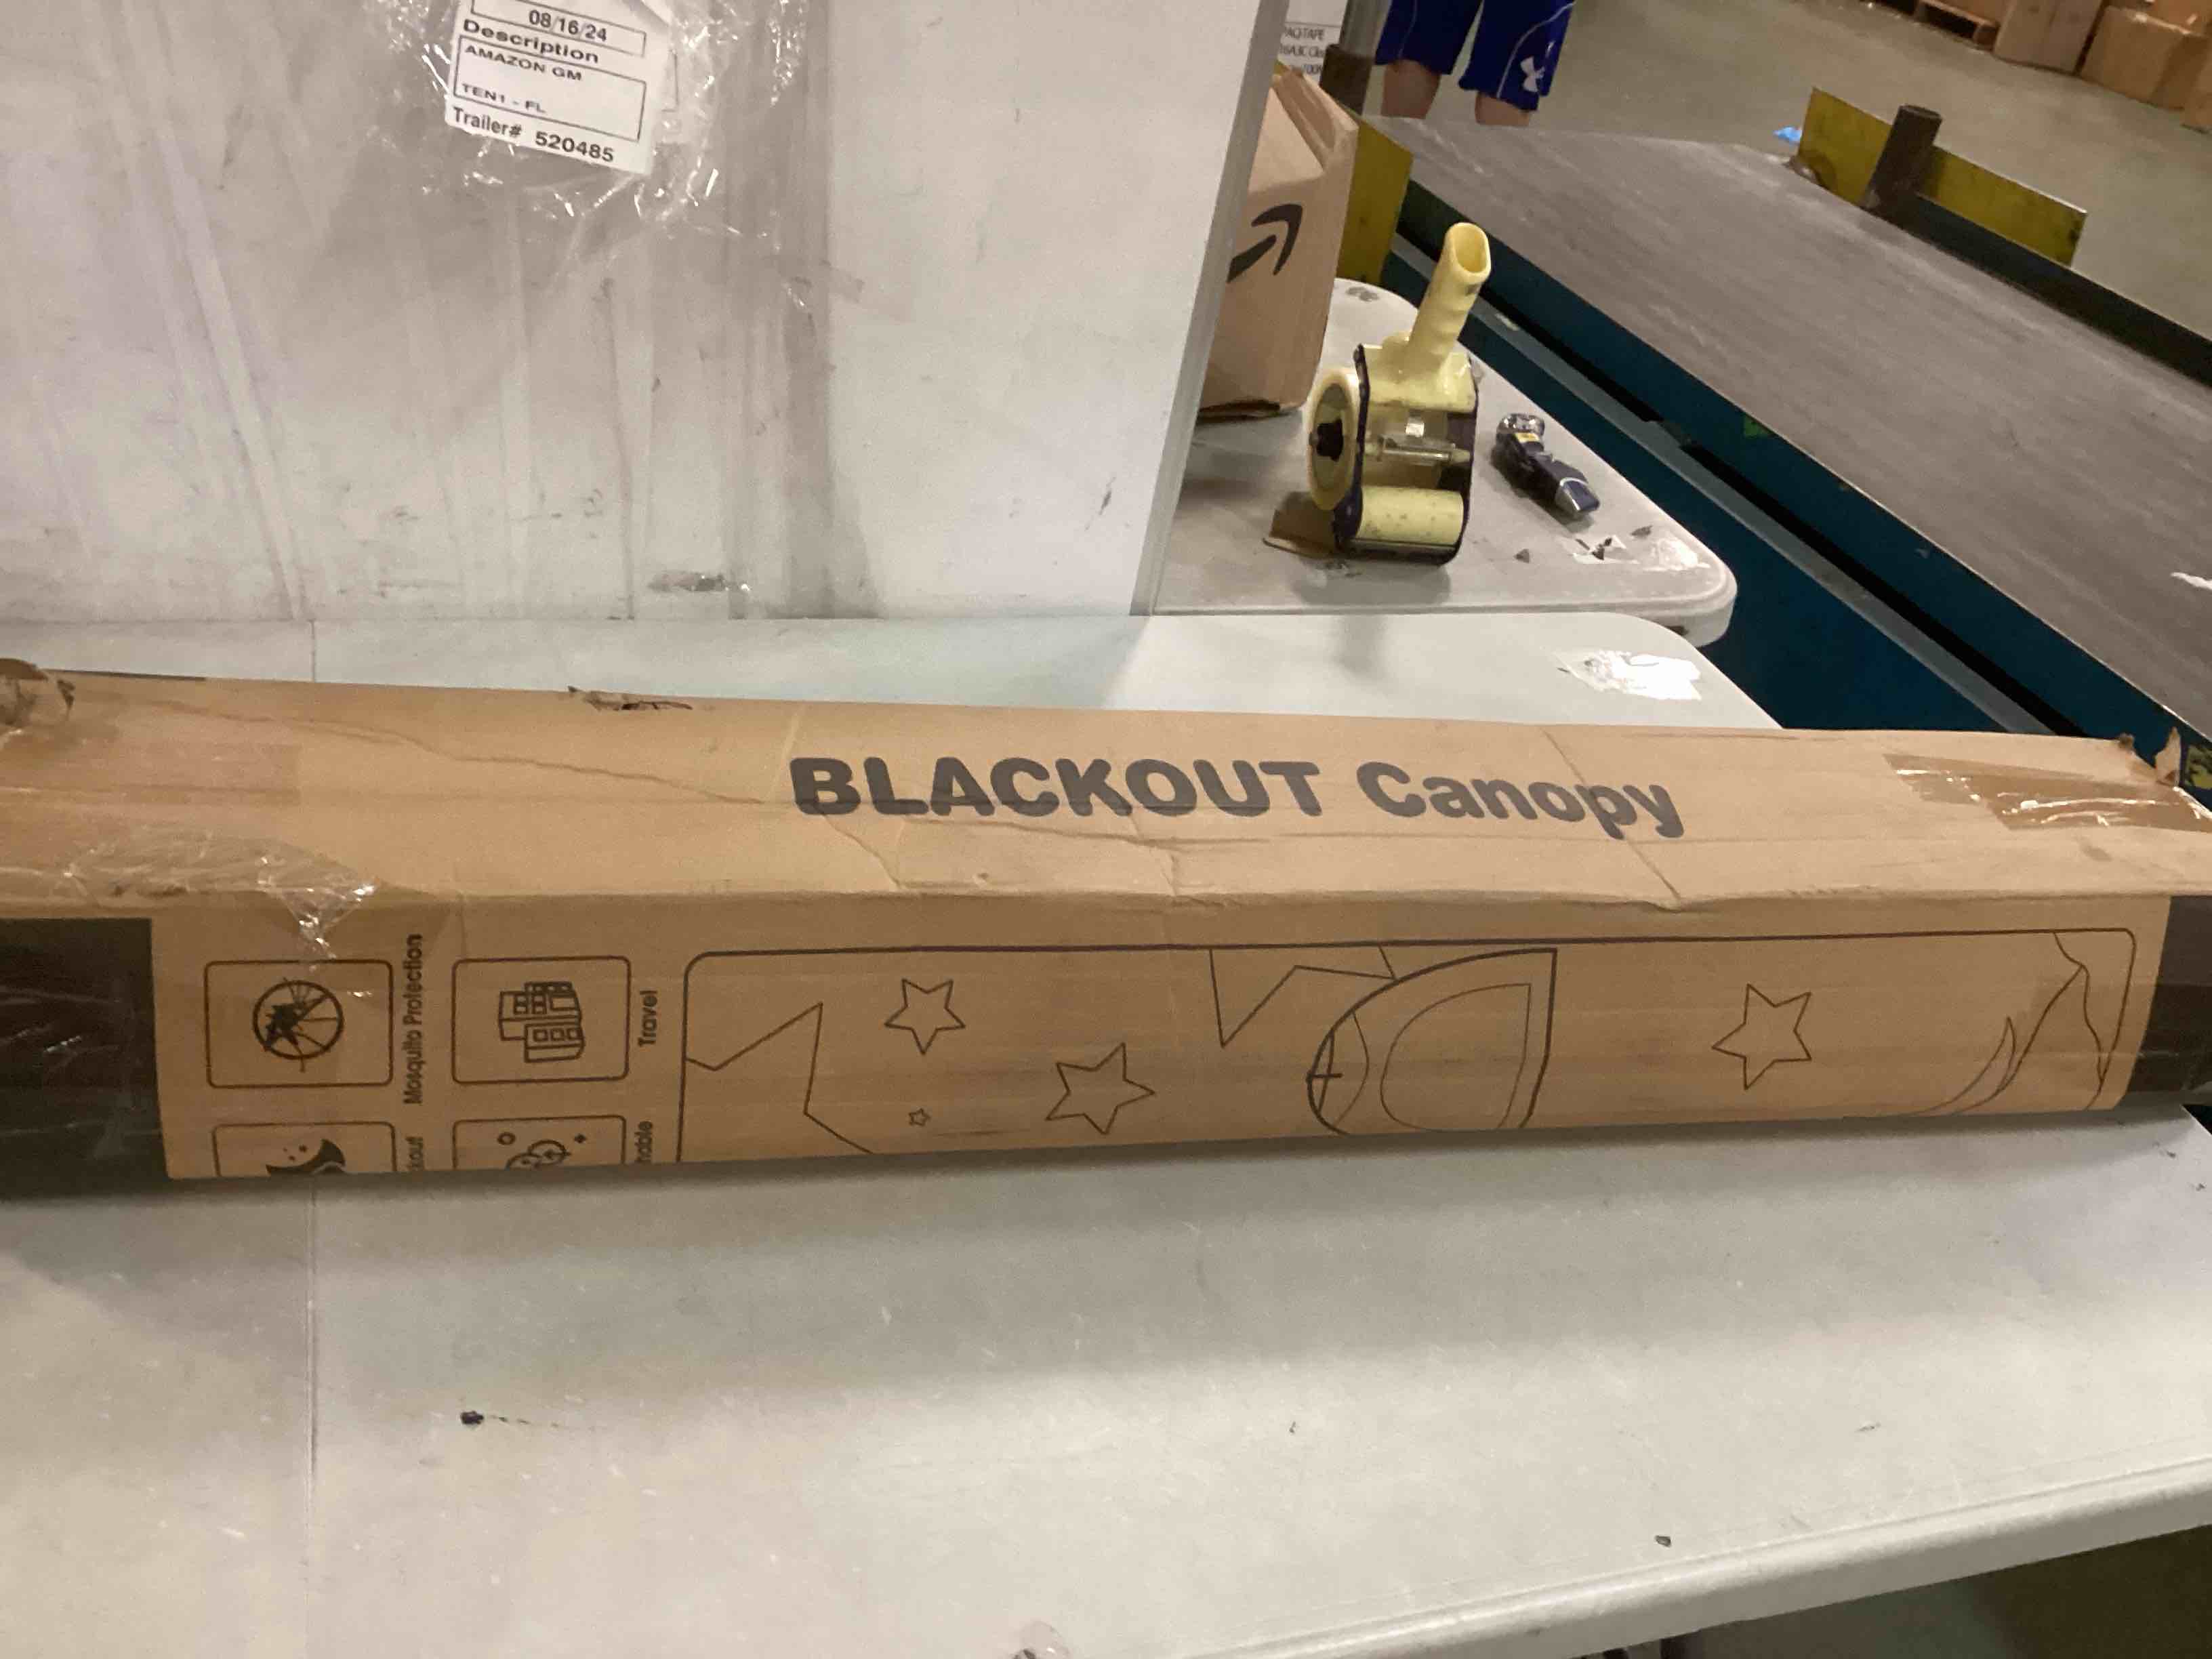 08/16/24
Description
AMAZON GM
TEN1 - FL
Trailer# 520485
BLACKOUT Canopy
Mosquito Protection
Travel